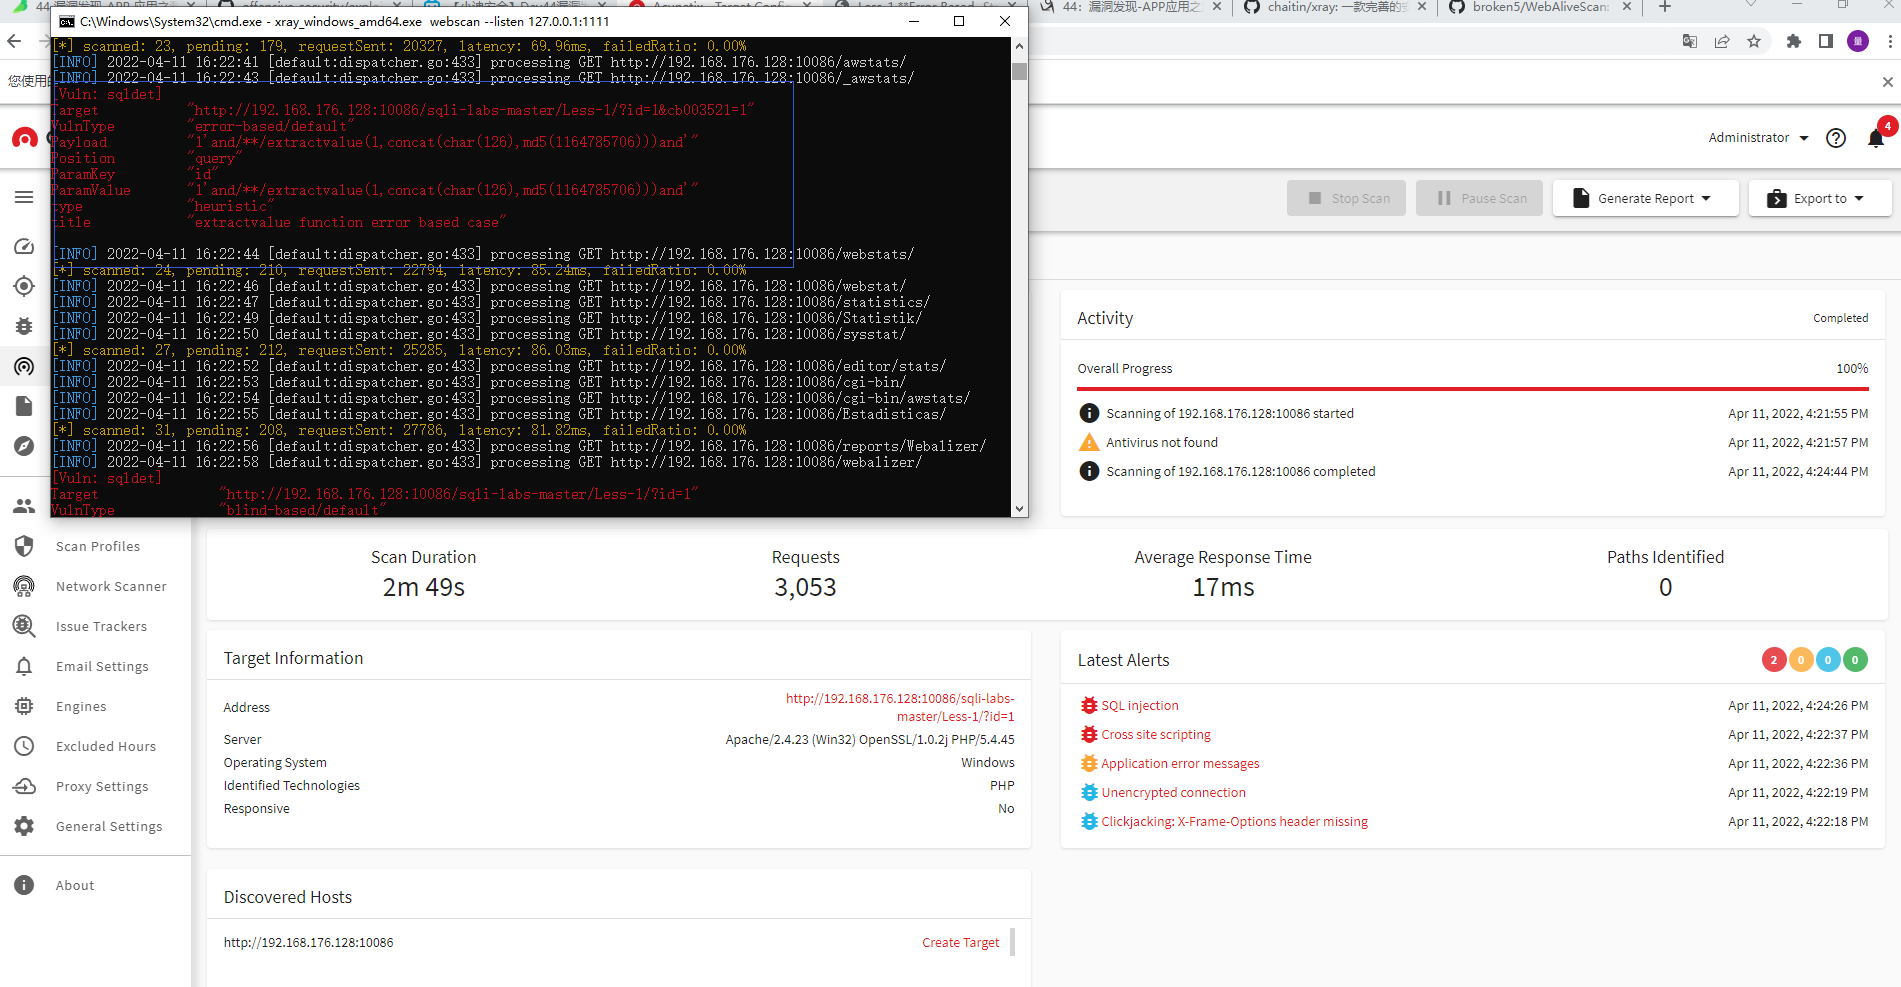 44
漏洞发现-APP应用之
Acunetix - Target Config
Less-1 **Error Based- St
44：漏洞发现-APP应用之
chaitin/xray: 一款完善的
broken5/WebAliveScan:
C:\Windows\System32\cmd.exe - xray_windows_amd64.exe  webscan --listen 127.0.0.1:1111
[*] scanned: 23, pending: 179, requestSent: 20327, latency: 69.96ms, failedRatio: 0.00%
[INFO] 2022-04-11 16:22:41 [default:dispatcher.go:433] processing GET http://192.168.176.128:10086/awstats/
[INFO] 2022-04-11 16:22:43 [default:dispatcher.go:433] processing GET http://192.168.176.128:10086/_awstats/
[Vuln: sqldet]
Target "http://192.168.176.128:10086/sqli-labs-master/Less-1/?id=1&cb003521=1"
VulnType "error-based/default"
Payload "1'and/**/extractvalue(1,concat(char(126),md5(1164785706)))and'"
Position "query"
ParamKey "id"
ParamValue "1'and/**/extractvalue(1,concat(char(126),md5(1164785706)))and'"
type "heuristic"
title "extractvalue function error based case"
[INFO] 2022-04-11 16:22:44 [default:dispatcher.go:433] processing GET http://192.168.176.128:10086/webstats/
[*] scanned: 24, pending: 210, requestSent: 22794, latency: 85.24ms, failedRatio: 0.00%
[INFO] 2022-04-11 16:22:46 [default:dispatcher.go:433] processing GET http://192.168.176.128:10086/webstat/
[INFO] 2022-04-11 16:22:47 [default:dispatcher.go:433] processing GET http://192.168.176.128:10086/statistics/
[INFO] 2022-04-11 16:22:49 [default:dispatcher.go:433] processing GET http://192.168.176.128:10086/Statistik/
[INFO] 2022-04-11 16:22:50 [default:dispatcher.go:433] processing GET http://192.168.176.128:10086/sysstat/
[*] scanned: 27, pending: 212, requestSent: 25285, latency: 86.03ms, failedRatio: 0.00%
[INFO] 2022-04-11 16:22:52 [default:dispatcher.go:433] processing GET http://192.168.176.128:10086/editor/stats/
[INFO] 2022-04-11 16:22:53 [default:dispatcher.go:433] processing GET http://192.168.176.128:10086/cgi-bin/
[INFO] 2022-04-11 16:22:54 [default:dispatcher.go:433] processing GET http://192.168.176.128:10086/cgi-bin/awstats/
[INFO] 2022-04-11 16:22:55 [default:dispatcher.go:433] processing GET http://192.168.176.128:10086/Estadisticas/
[*] scanned: 31, pending: 208, requestSent: 27786, latency: 81.82ms, failedRatio: 0.00%
[INFO] 2022-04-11 16:22:56 [default:dispatcher.go:433] processing GET http://192.168.176.128:10086/reports/Webalizer/
[INFO] 2022-04-11 16:22:58 [default:dispatcher.go:433] processing GET http://192.168.176.128:10086/webalizer/
[Vuln: sqldet]
Target "http://192.168.176.128:10086/sqli-labs-master/Less-1/?id=1"
VulnType "blind-based/default"
量
您使用的
Administrator
4
Stop Scan
Pause Scan
Generate Report
Export to
Activity
Completed
Overall Progress
100%
Scanning of 192.168.176.128:10086 started Apr 11, 2022, 4:21:55 PM
Antivirus not found Apr 11, 2022, 4:21:57 PM
Scanning of 192.168.176.128:10086 completed Apr 11, 2022, 4:24:44 PM
Scan Profiles
Network Scanner
Issue Trackers
Email Settings
Engines
Excluded Hours
Proxy Settings
General Settings
About
Scan Duration
2m 49s
Requests
3,053
Average Response Time
17ms
Paths Identified
0
Target Information
Address http://192.168.176.128:10086/sqli-labs-
master/Less-1/?id=1
Server Apache/2.4.23 (Win32) OpenSSL/1.0.2j PHP/5.4.45
Operating System Windows
Identified Technologies PHP
Responsive No
Latest Alerts
2 0 0 0
SQL injection Apr 11, 2022, 4:24:26 PM
Cross site scripting Apr 11, 2022, 4:22:37 PM
Application error messages Apr 11, 2022, 4:22:36 PM
Unencrypted connection Apr 11, 2022, 4:22:19 PM
Clickjacking: X-Frame-Options header missing Apr 11, 2022, 4:22:18 PM
Discovered Hosts
http://192.168.176.128:10086 Create Target